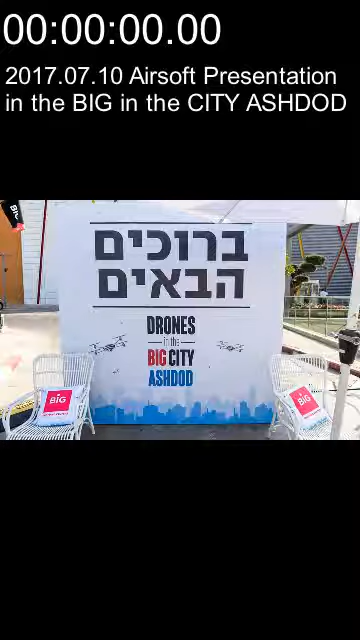 00:00:00.00
2017.07.10 Airsoft Presentation
in the BIG in the CITY ASHDOD
ברוכים
הבאים
DRONES
in the
BIG CITY
ASHDOD
BIG
BIG